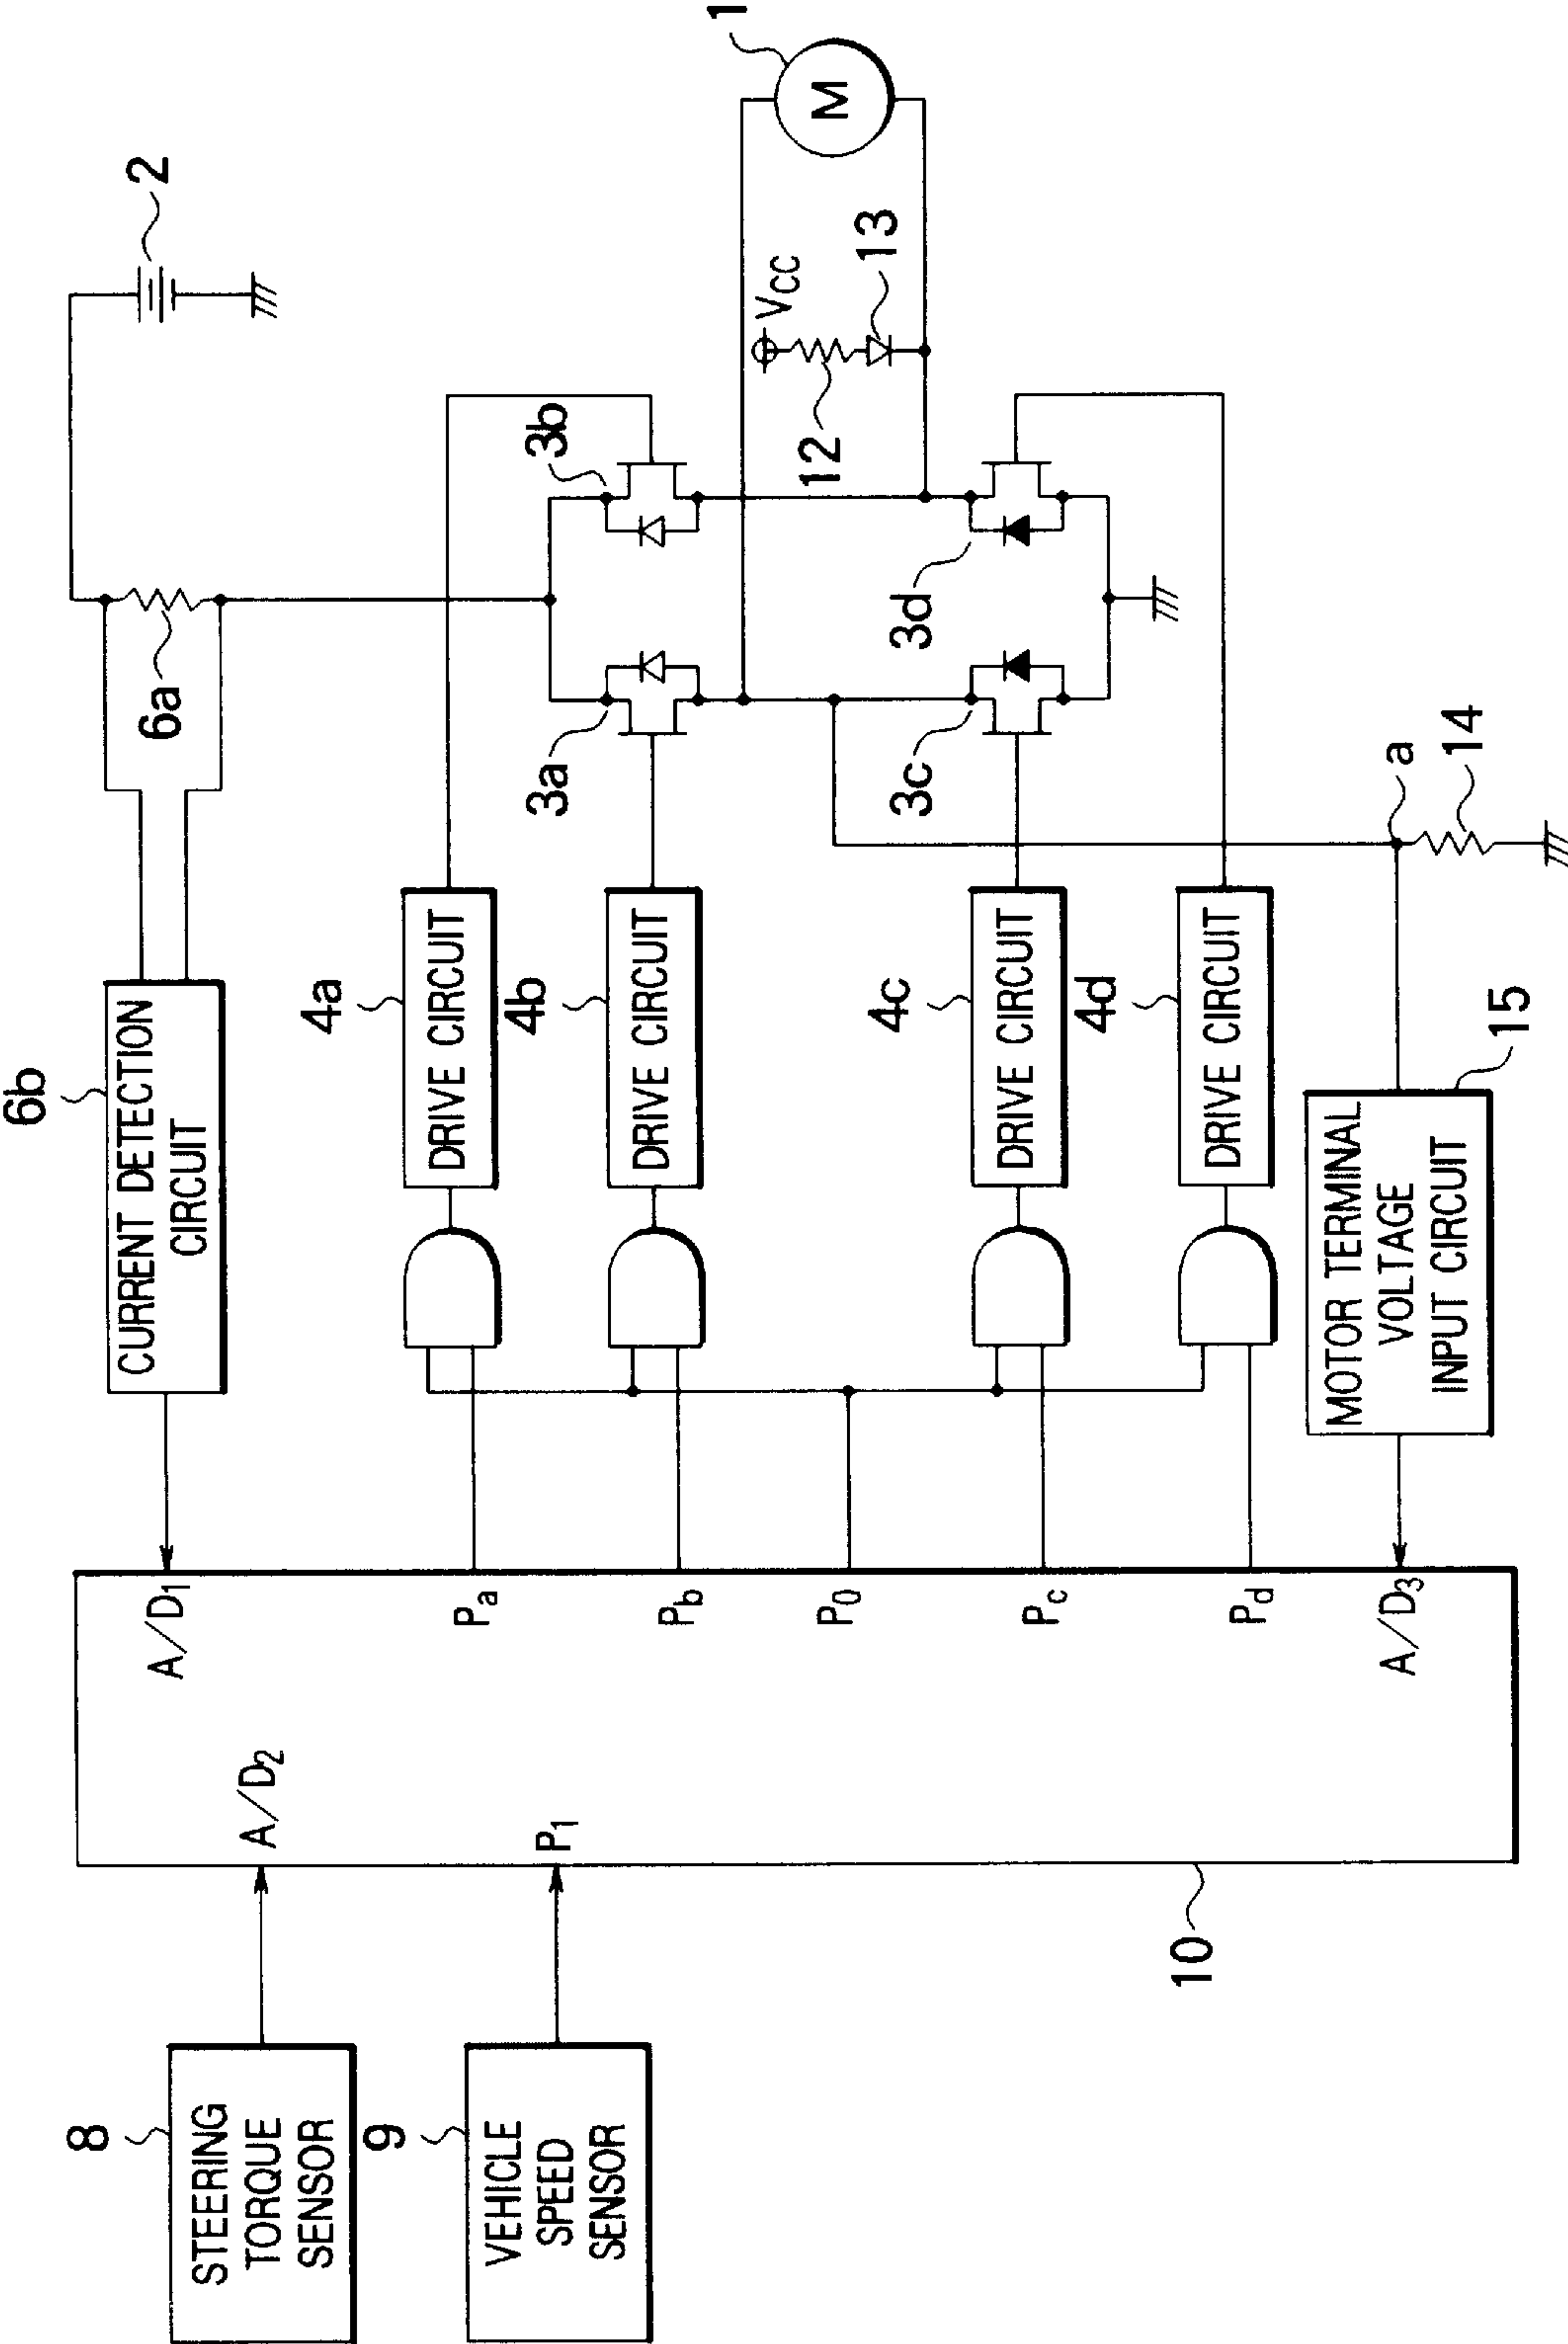 6b
CURRENT DETECTION
CIRCUIT
6a
2
8
STEERING
TORQUE
SENSOR
9
VEHICLE
SPEED
SENSOR
10
A/D2
P1
A/D1
Pa
Pb
P0
Pc
Pd
A/D3
4a
DRIVE CIRCUIT
4b
DRIVE CIRCUIT
4c
DRIVE CIRCUIT
4d
DRIVE CIRCUIT
MOTOR TERMINAL
VOLTAGE
INPUT CIRCUIT
15
3a
3b
3c
3d
a
14
12
Vcc
13
1
M